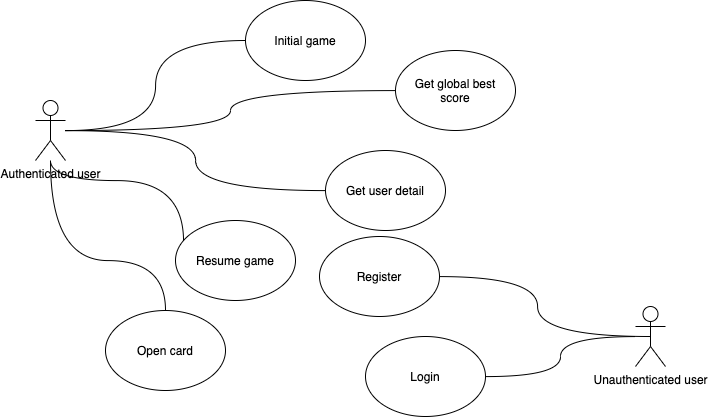 Initial game
Get global best
score
Authenticated user
Get user detail
Resume game
Register
Open card
Login
Unauthenticated user